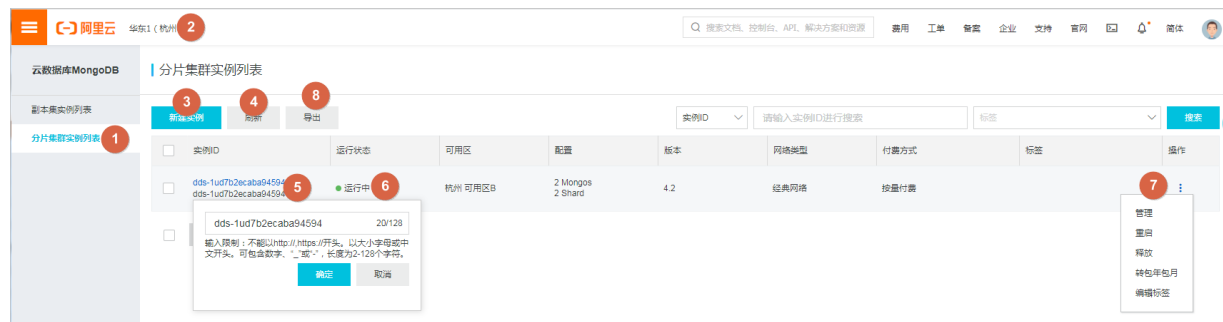 阿里云 华东1 ( 杭州 2 搜索文档、控制台、API、解决方案和资源 费用 工单 备案 企业 支持 官网 简体
云数据库MongoDB
分片集群实例列表
副本集实例列表
分片集群实例列表 1
3 4 8
新建实例 刷新 导出 实例ID 请输入实例ID进行搜索 标签 搜索
实例ID 运行状态 可用区 配置 版本 网络类型 付费方式 标签 操作
dds-1ud7b2ecaba94594 5 运行中 6 杭州 可用区B 2 Mongos 4.2 经典网络 按量付费 7
dds-1ud7b2ecaba94594 2 Shard
dds-1ud7b2ecaba94594 20/128
输入限制：不能以http://,https://开头。以大小字母或中
文开头。可包含数字、"_"或"-"，长度为2-128个字符。
确定 取消
管理
重启
释放
转包年包月
编辑标签